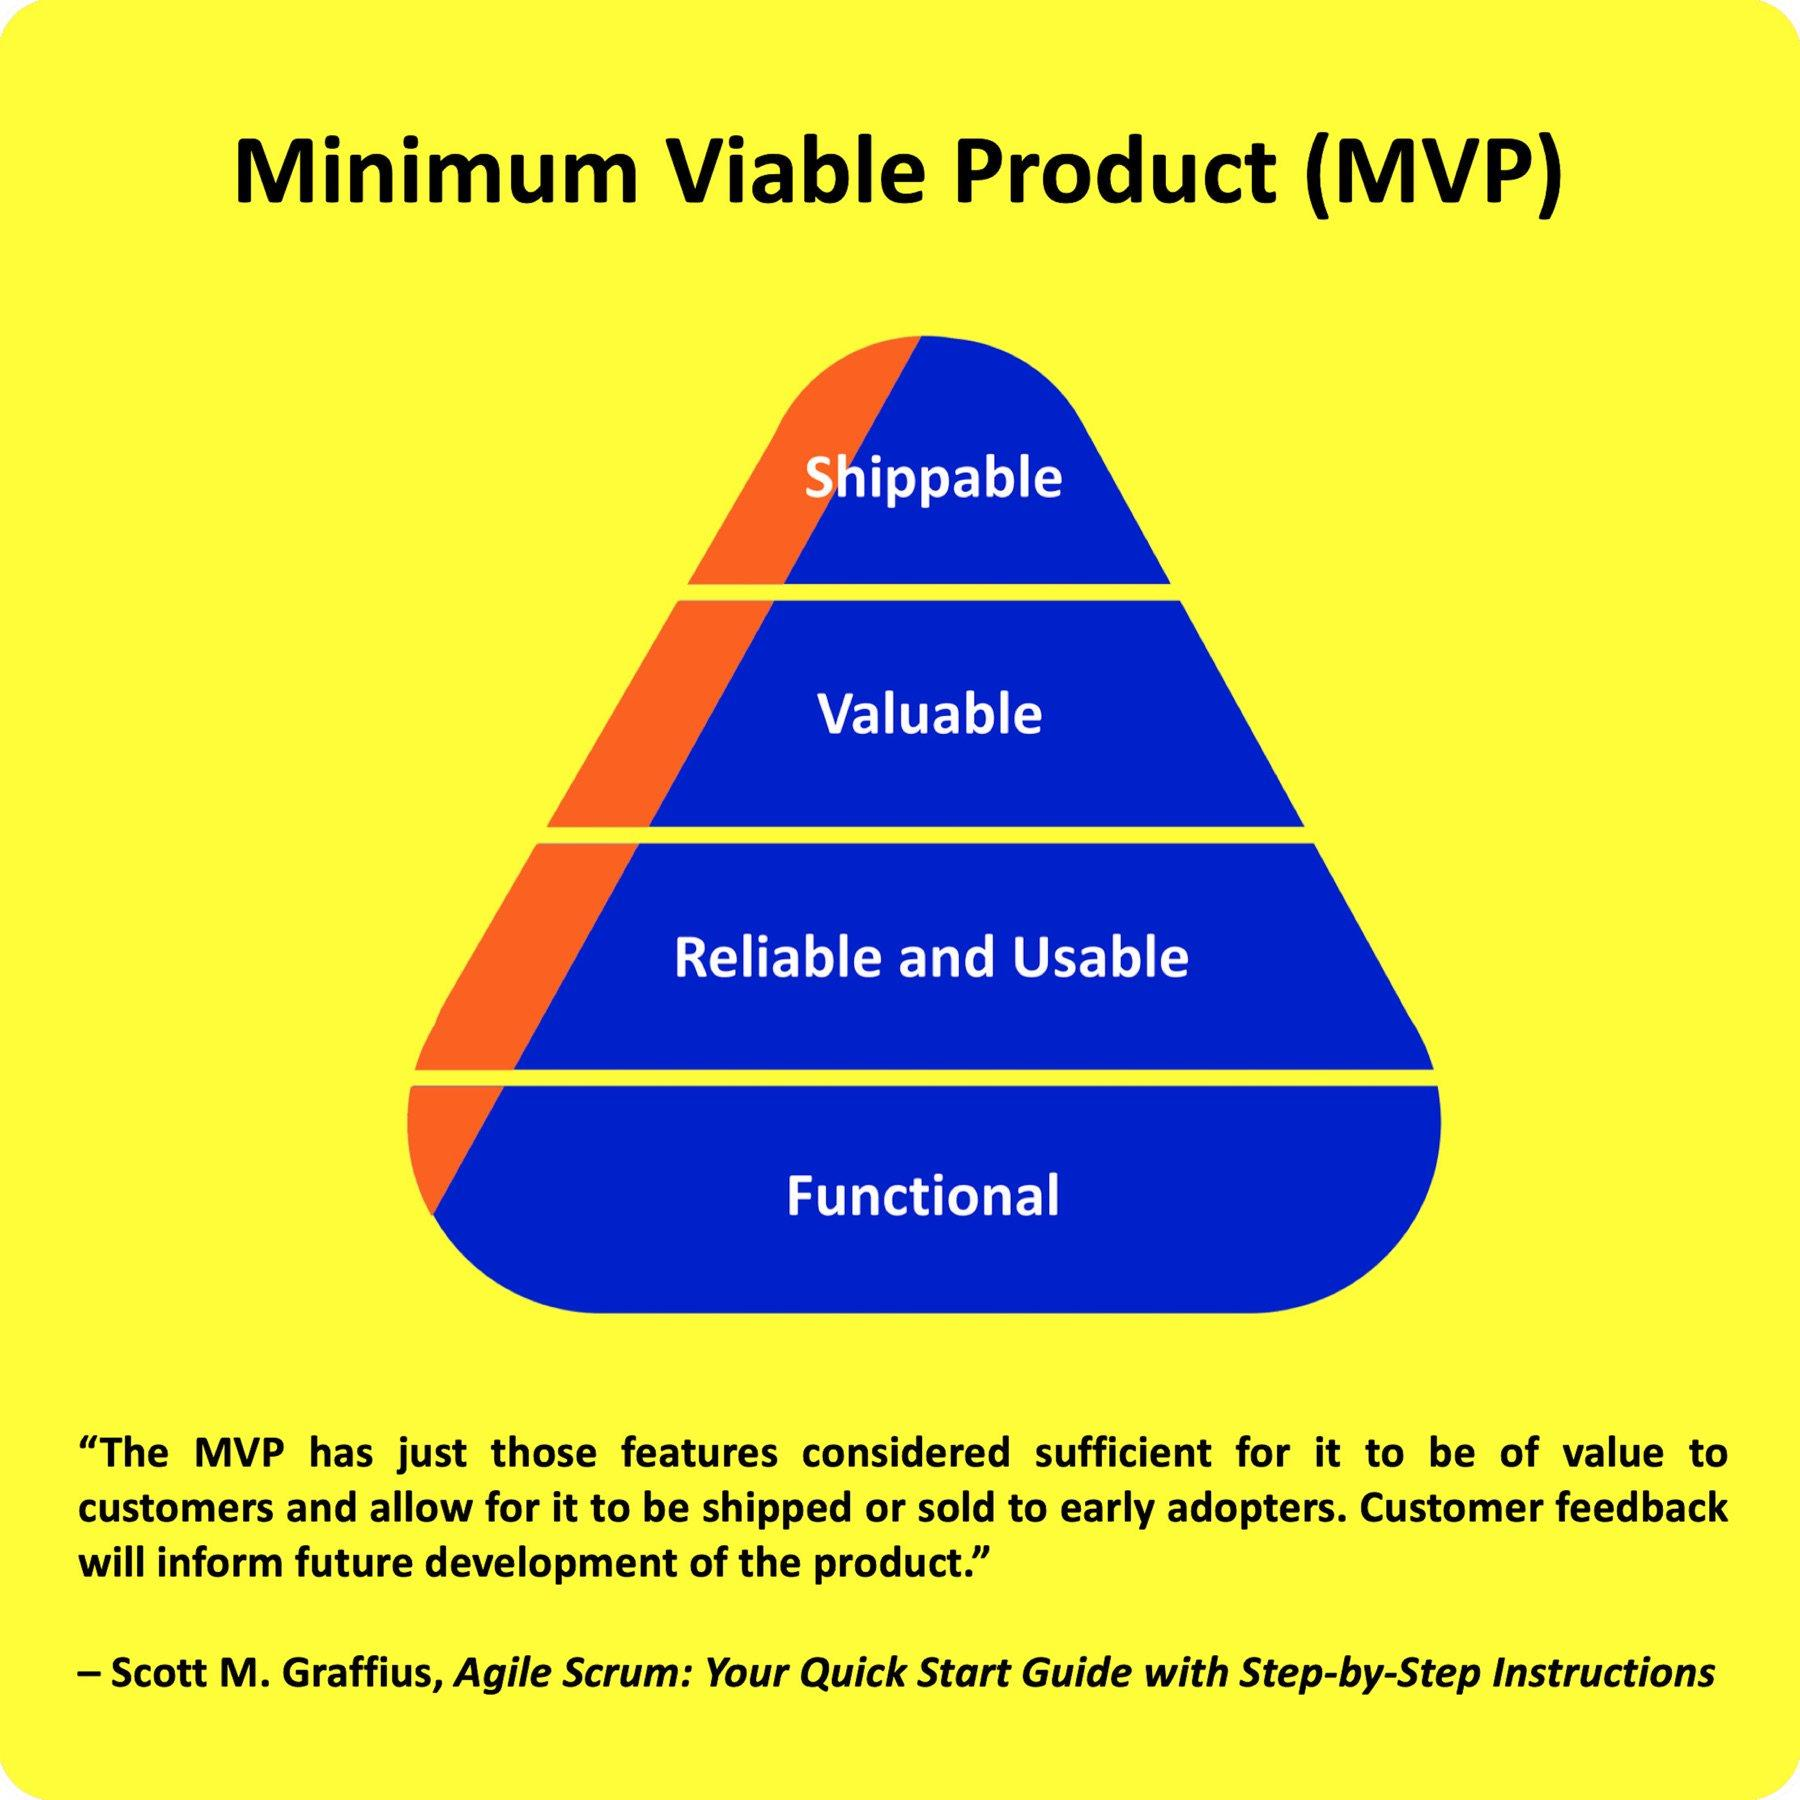 Minimum Viable Product (MVP)
Shippable
Valuable
Reliable and Usable
Functional
“The MVP has just those features considered sufficient for it to be of value to
customers and allow for it to be shipped or sold to early adopters. Customer feedback
will inform future development of the product.”
– Scott M. Graffius, Agile Scrum: Your Quick Start Guide with Step-by-Step Instructions